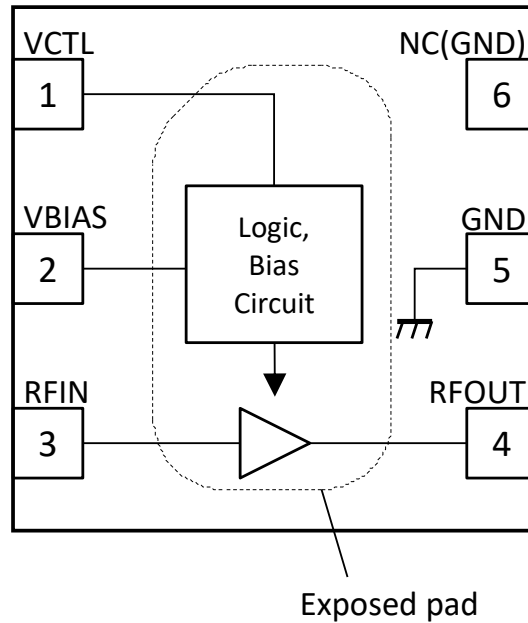 VCTL
NC(GND)
1
6
VBIAS
GND
Logic,
Bias
Circuit
2
5
RFIN
RFOUT
3
4
Exposed pad